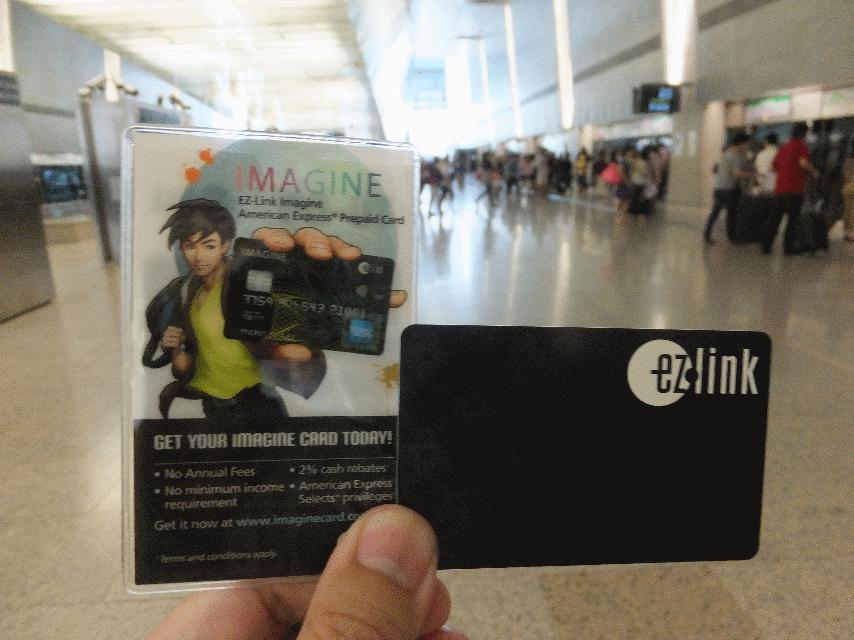 IMAGINE
EZ-Link Imagine
American Express® Prepaid Card
IMAGINE
GET YOUR IMAGINE CARD TODAY!
• No Annual Fees
• No minimum income requirement
• 2% cash rebates
• American Express Selects℠ privileges
Get it now at www.imaginecard.co
*Terms and conditions apply.
ez-link